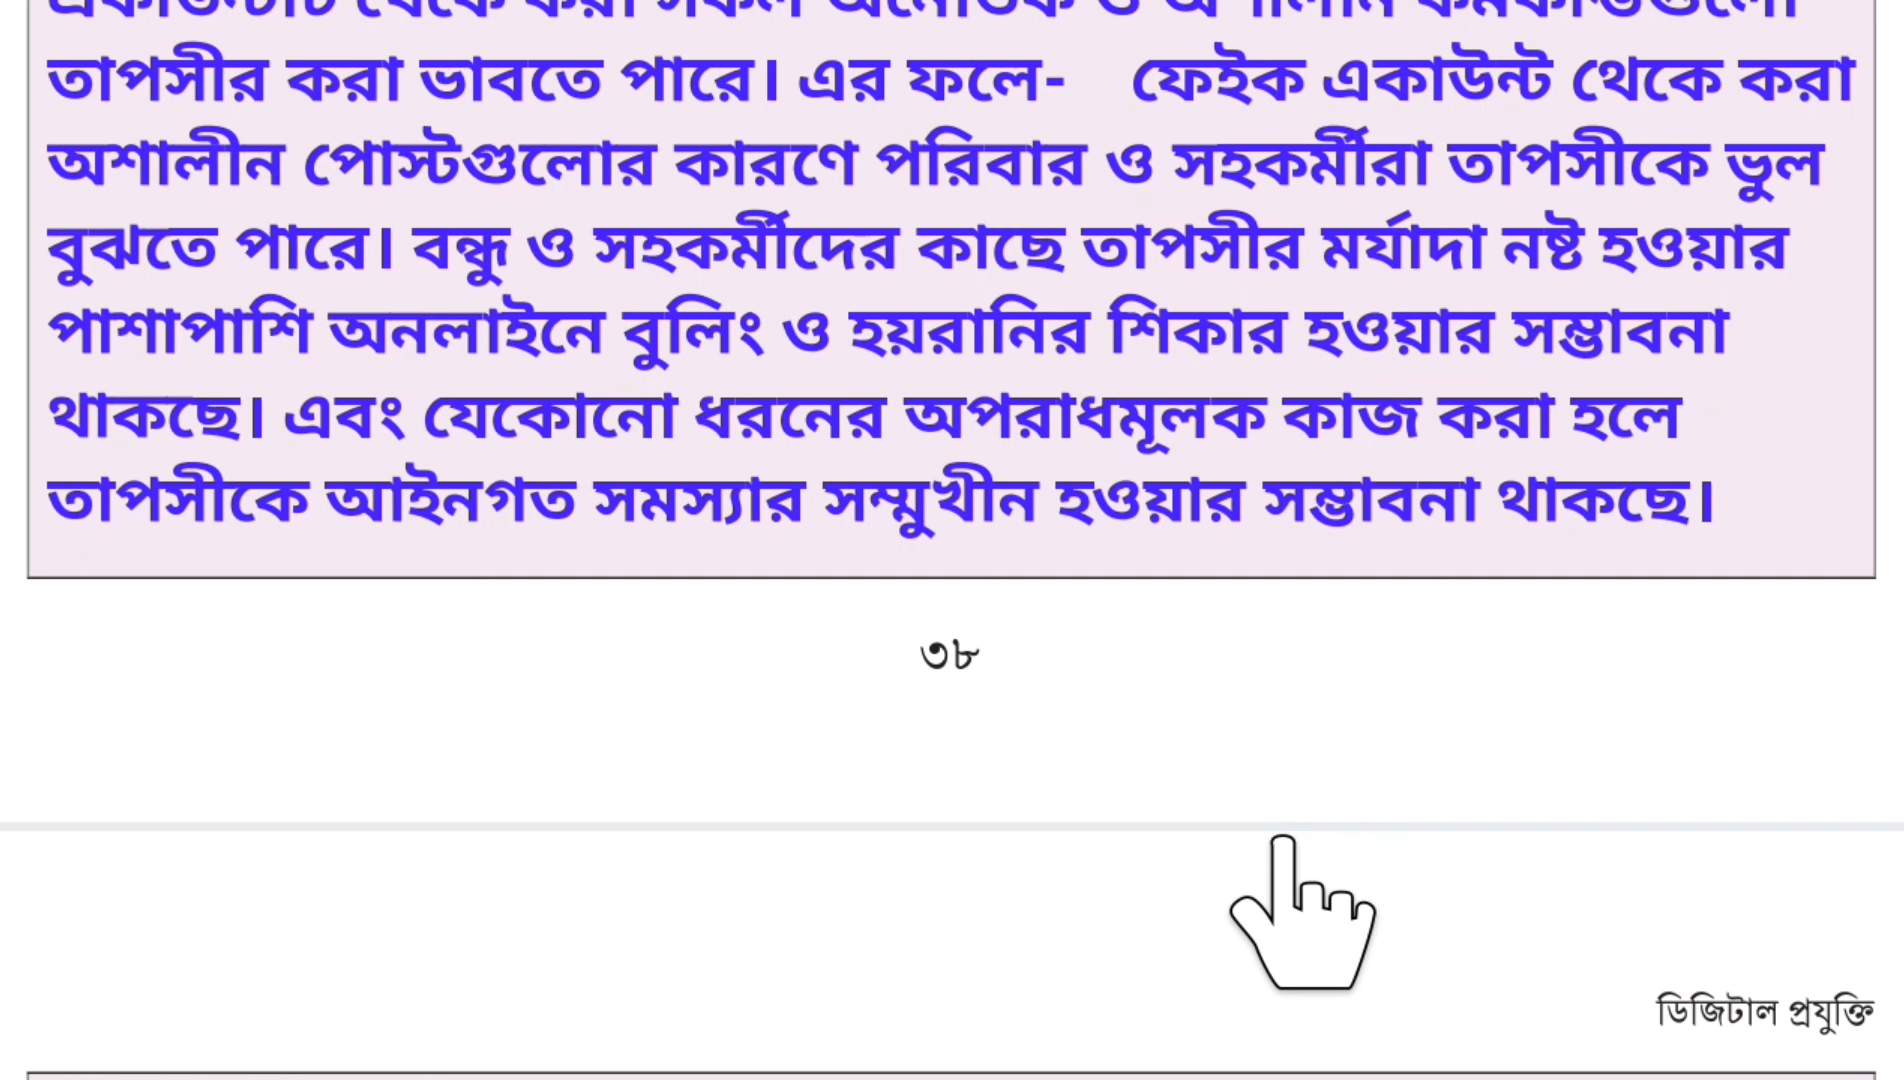 থেকে করা সকল
তাপসীর করা ভাবতে পারে। এর ফলে- ফেইক একাউন্ট থেকে করা
অশালীন পোস্টগুলোর কারণে পরিবার ও সহকর্মীরা তাপসীকে ভুল
বুঝতে পারে। বন্ধু ও সহকর্মীদের কাছে তাপসীর মর্যাদা নষ্ট হওয়ার
পাশাপাশি অনলাইনে বুলিং ও হয়রানির শিকার হওয়ার সম্ভাবনা
থাকছে। এবং যেকোনো ধরনের অপরাধমূলক কাজ করা হলে
তাপসীকে আইনগত সমস্যার সম্মুখীন হওয়ার সম্ভাবনা থাকছে।
৩৮
ডিজিটাল প্রযুক্তি